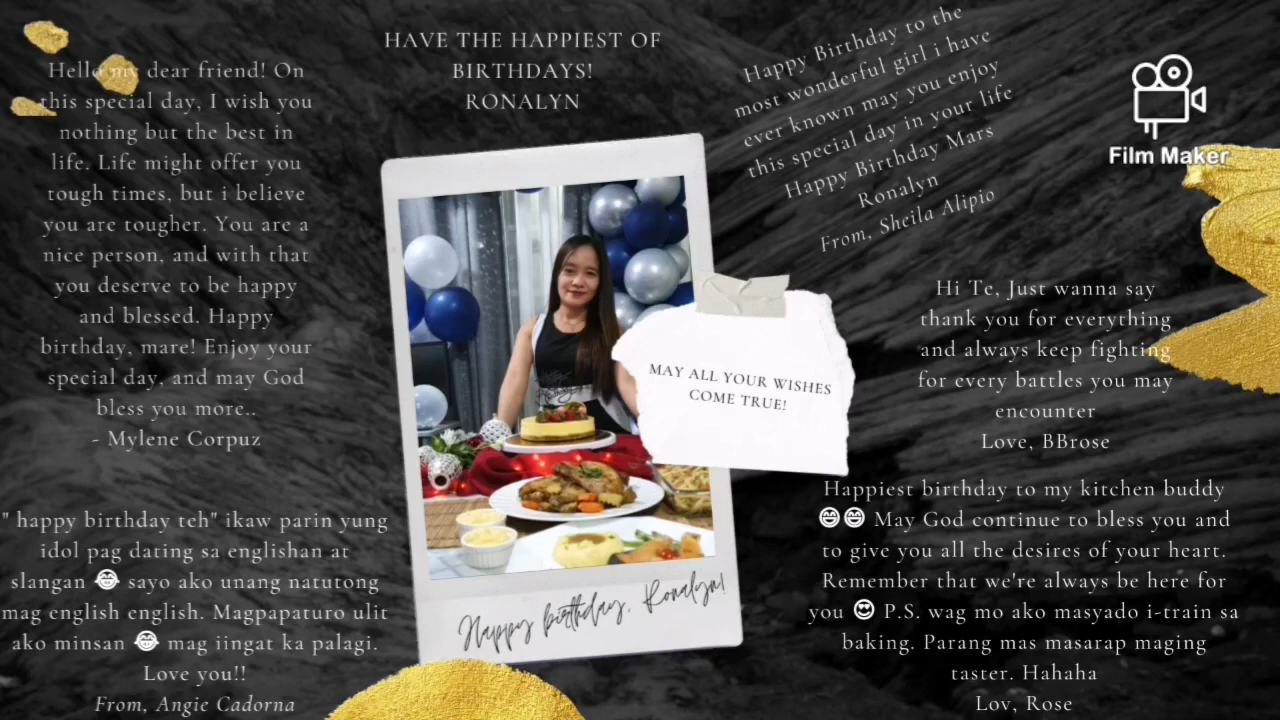 HAVE THE HAPPIEST OF
BIRTHDAYS!
RONALYN
Hello my dear friend! On
this special day, I wish you
nothing but the best in
life. Life might offer you
tough times, but i believe
you are tougher. You are a
nice person, and with that
you deserve to be happy
and blessed. Happy
birthday, mare! Enjoy your
special day, and may God
bless you more..
- Mylene Corpuz
" happy birthday teh" ikaw parin yung
idol pag dating sa englishan at
slangan 😂 sayo ako unang natutong
mag english english. Magpapaturo ulit
ako minsan 😂 mag iingat ka palagi.
Love you!!
From, Angie Cadorna
MAY ALL YOUR WISHES
COME TRUE!
Happy birthday, Ronalyn!
Happy Birthday to the
most wonderful girl i have
ever known may you enjoy
this special day in your life
Happy Birthday Mars
Ronalyn
From, Sheila Alipio
Film Maker
Hi Te, Just wanna say
thank you for everything
and always keep fighting
for every battles you may
encounter
Love, BBrose
Happiest birthday to my kitchen buddy
😄😄 May God continue to bless you and
to give you all the desires of your heart.
Remember that we're always be here for
you 😍 P.S. wag mo ako masyado i-train sa
baking. Parang mas masarap maging
taster. Hahaha
Lov, Rose